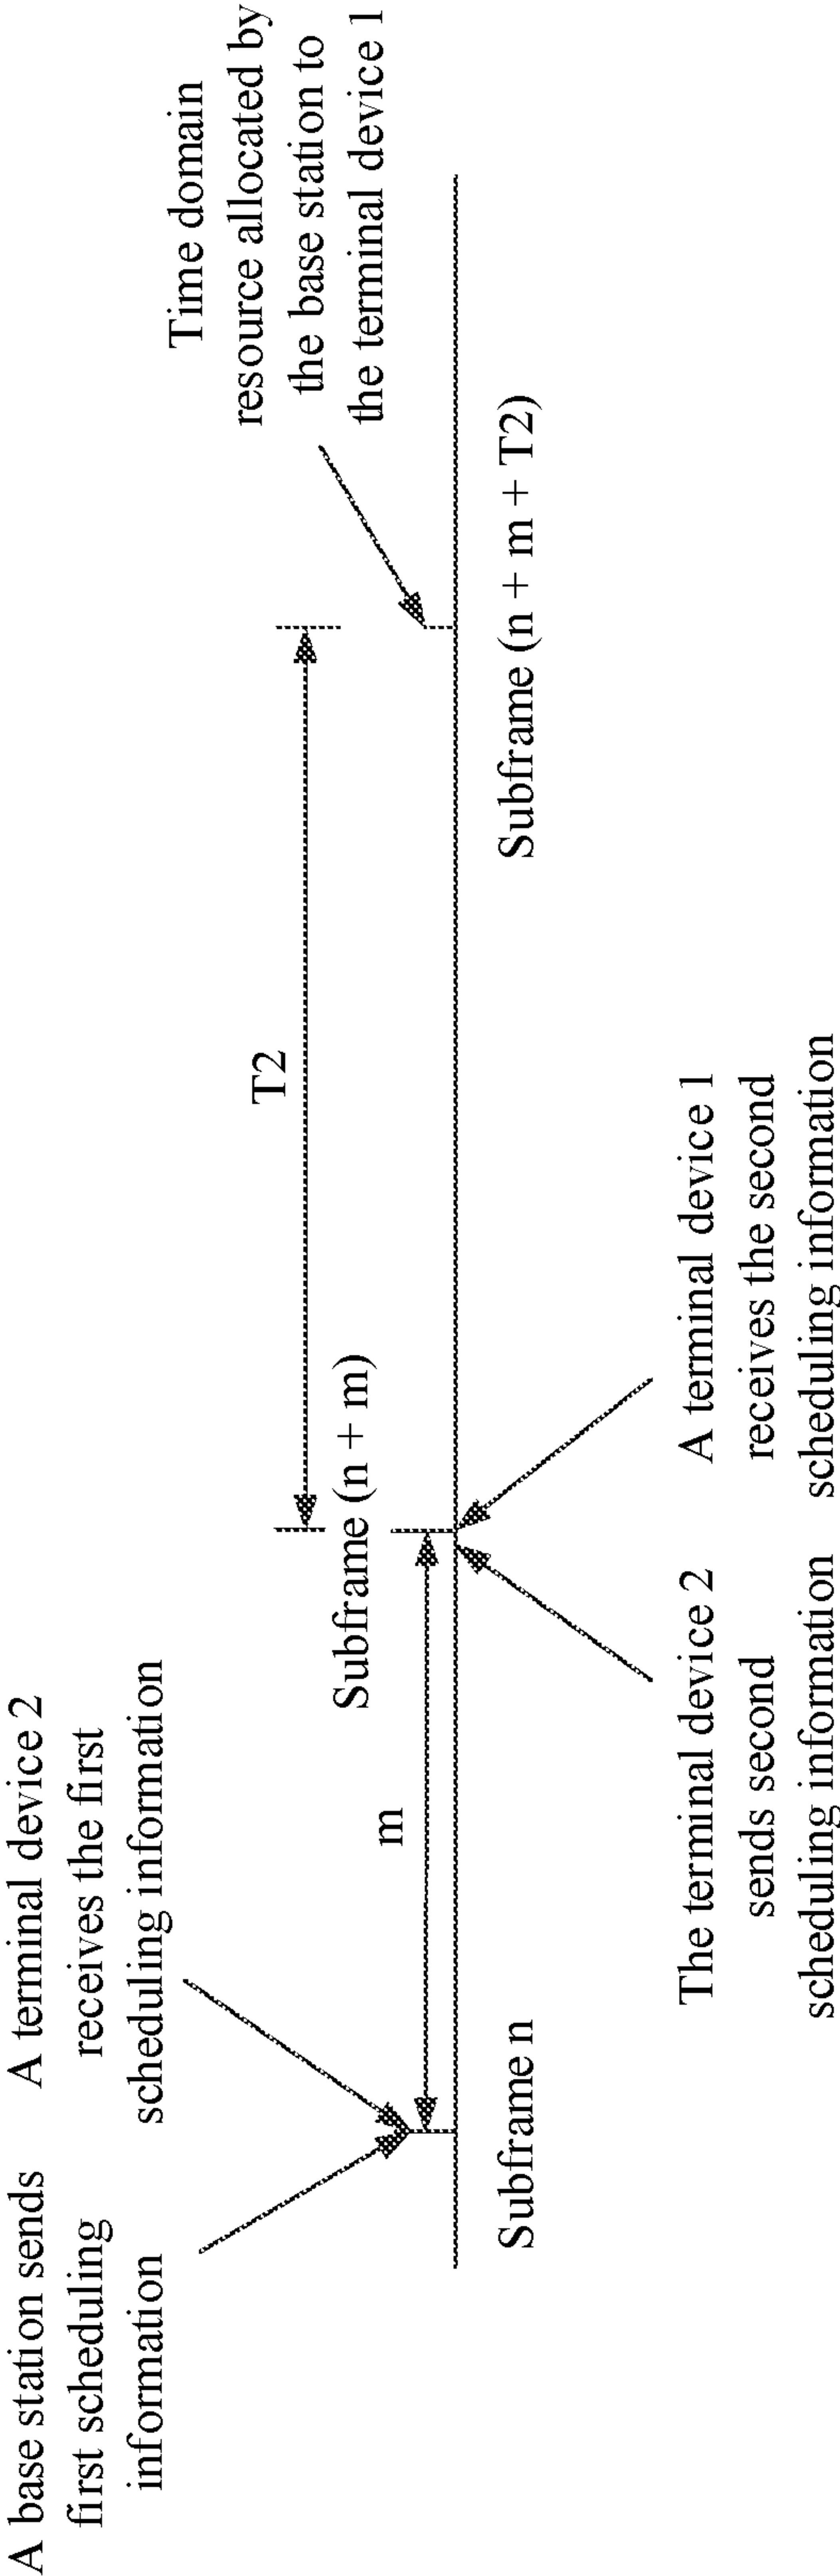 A base station sends
first scheduling
information
A terminal device 2
receives the first
scheduling information
Time domain
resource allocated by
the base station to
the terminal device 1
T2
Subframe (n + m)
m
Subframe n
Subframe (n + m + T2)
The terminal device 2
sends second
scheduling information
A terminal device 1
receives the second
scheduling information